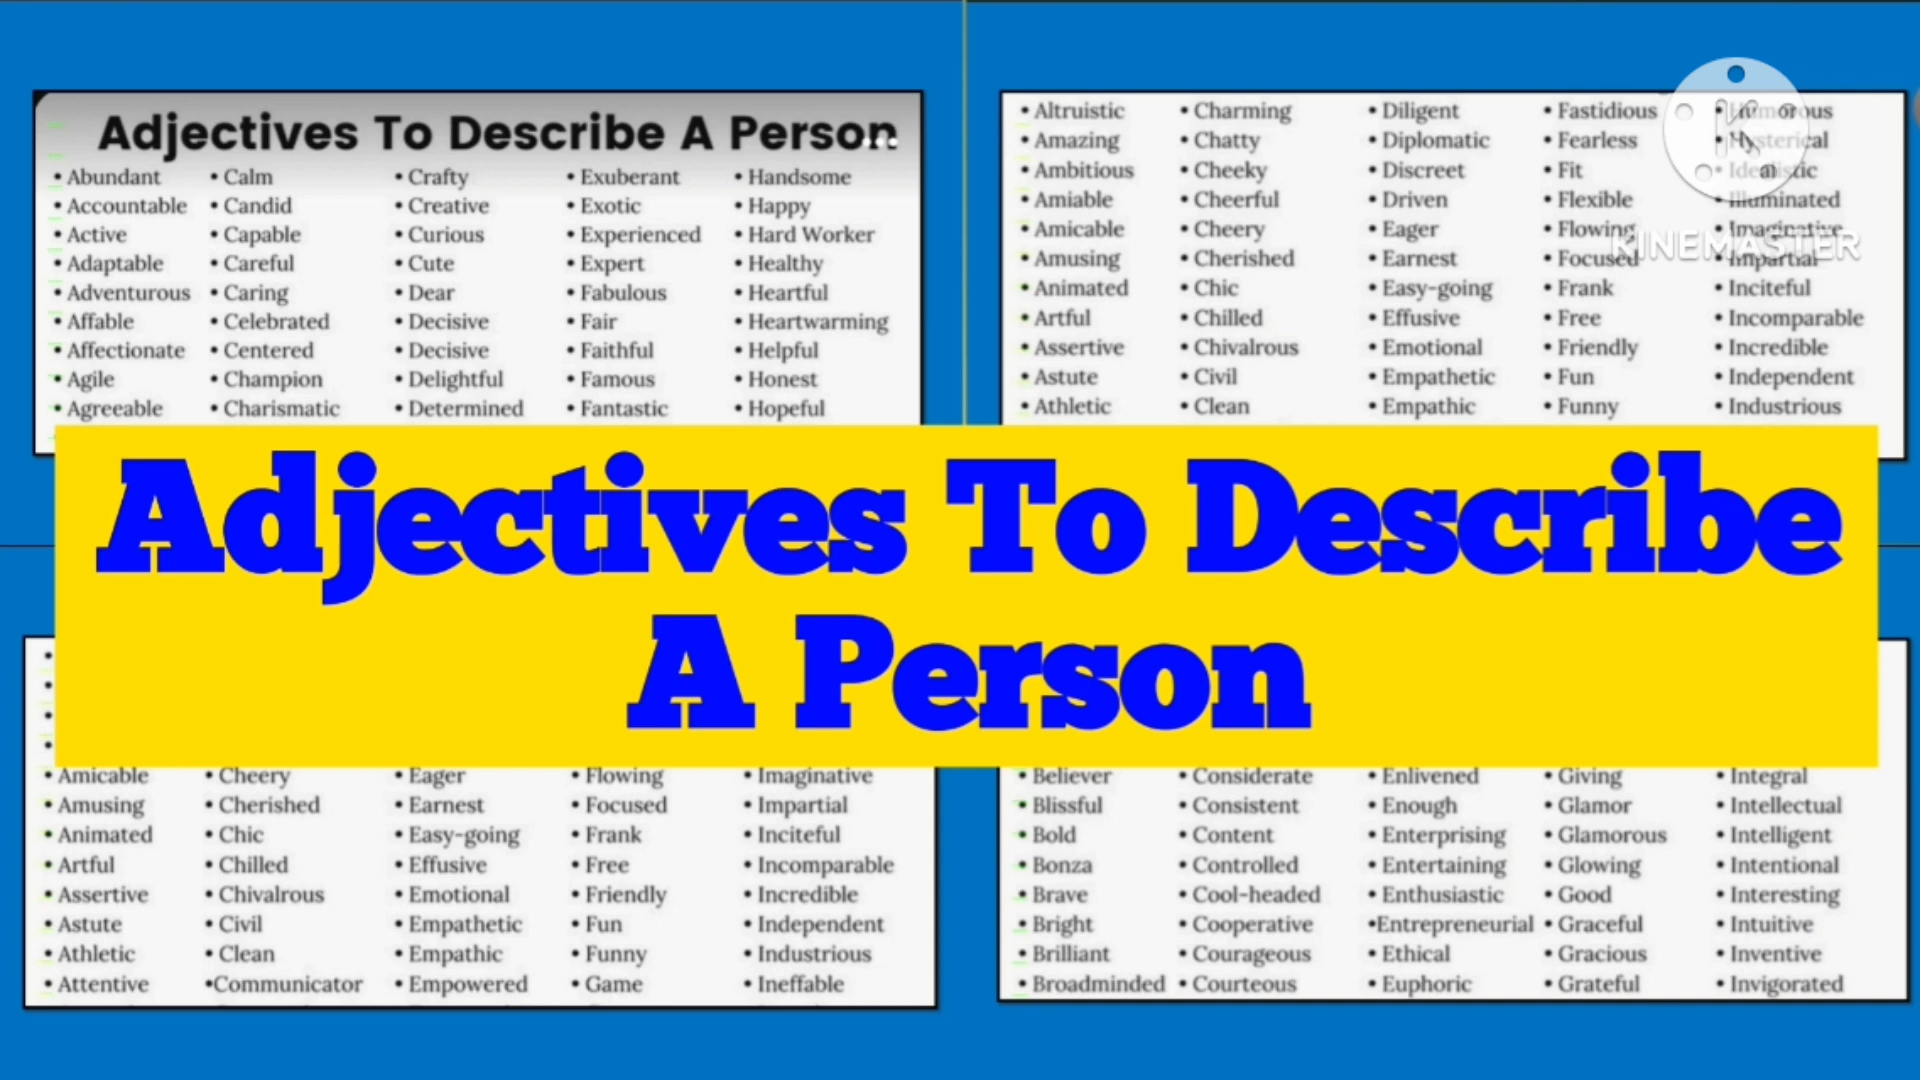 Adjectives To Describe A Person
• Abundant • Calm • Crafty • Exuberant • Handsome
• Accountable • Candid • Creative • Exotic • Happy
• Active • Capable • Curious • Experienced • Hard Worker
• Adaptable • Careful • Cute • Expert • Healthy
• Adventurous • Caring • Dear • Fabulous • Heartful
• Affable • Celebrated • Decisive • Fair • Heartwarming
• Affectionate • Centered • Decisive • Faithful • Helpful
• Agile • Champion • Delightful • Famous • Honest
• Agreeable • Charismatic • Determined • Fantastic • Hopeful
• Altruistic • Charming • Diligent • Fastidious • Humorous
• Amazing • Chatty • Diplomatic • Fearless • Hysterical
• Ambitious • Cheeky • Discreet • Fit • Idealistic
• Amiable • Cheerful • Driven • Flexible • Illuminated
• Amicable • Cheery • Eager • Flowing • Imaginative
KINEMASTER
• Amusing • Cherished • Earnest • Focused • Impartial
• Animated • Chic • Easy-going • Frank • Inciteful
• Artful • Chilled • Effusive • Free • Incomparable
• Assertive • Chivalrous • Emotional • Friendly • Incredible
• Astute • Civil • Empathetic • Fun • Independent
• Athletic • Clean • Empathic • Funny • Industrious
Adjectives To Describe
A Person
• Amicable • Cheery • Eager • Flowing • Imaginative
• Amusing • Cherished • Earnest • Focused • Impartial
• Animated • Chic • Easy-going • Frank • Inciteful
• Artful • Chilled • Effusive • Free • Incomparable
• Assertive • Chivalrous • Emotional • Friendly • Incredible
• Astute • Civil • Empathetic • Fun • Independent
• Athletic • Clean • Empathic • Funny • Industrious
• Attentive •Communicator • Empowered • Game • Ineffable
• Believer • Considerate • Enlivened • Giving • Integral
• Blissful • Consistent • Enough • Glamor • Intellectual
• Bold • Content • Enterprising • Glamorous • Intelligent
• Bonza • Controlled • Entertaining • Glowing • Intentional
• Brave • Cool-headed • Enthusiastic • Good • Interesting
• Bright • Cooperative •Entrepreneurial • Graceful • Intuitive
• Brilliant • Courageous • Ethical • Gracious • Inventive
• Broadminded • Courteous • Euphoric • Grateful • Invigorated